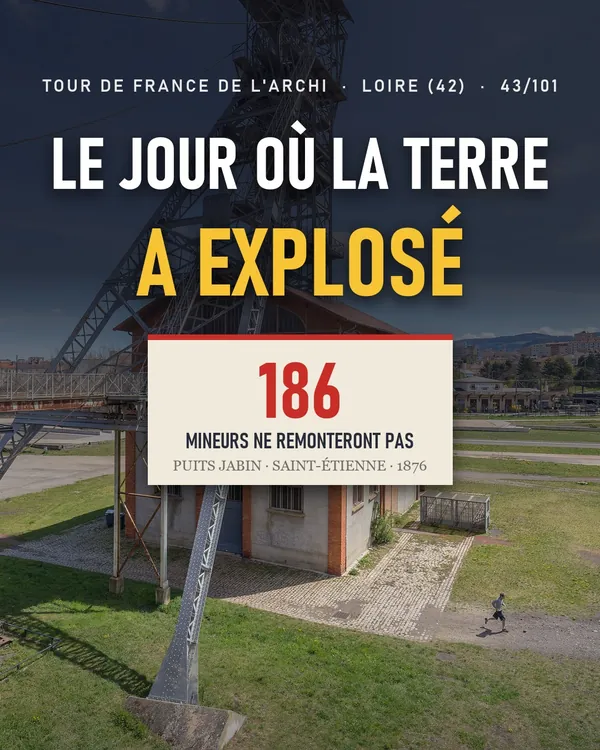 TOUR DE FRANCE DE L'ARCHI · LOIRE (42) · 43/101
LE JOUR OÙ LA TERRE
A EXPLOSÉ
186
MINEURS NE REMONTERONT PAS
PUITS JABIN · SAINT-ÉTIENNE · 1876